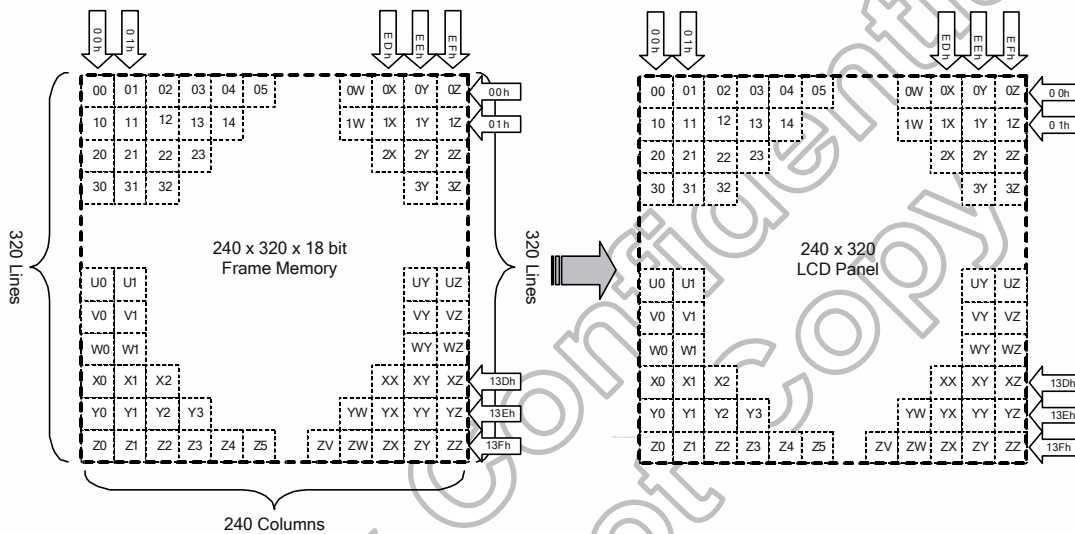 00h 01h EDh EEh EFh 00h 01h EDh EEh EFh
00 01 02 03 04 05 0W 0X 0Y 0Z 00h 00 01 02 03 04 05 0W 0X 0Y 0Z 00h
10 11 12 13 14 1W 1X 1Y 1Z 01h 10 11 12 13 14 1W 1X 1Y 1Z 01h
20 21 22 23 2X 2Y 2Z 20 21 22 23 2X 2Y 2Z
30 31 32 3Y 3Z 30 31 32 3Y 3Z
320 Lines
240 x 320 x 18 bit
Frame Memory
320 Lines
240 x 320
LCD Panel
U0 U1 UY UZ U0 U1 UY UZ
V0 V1 VY VZ V0 V1 VY VZ
W0 W1 WY WZ W0 W1 WY WZ
X0 X1 X2 XX XY XZ 13Dh X0 X1 X2 XX XY XZ 13Dh
Y0 Y1 Y2 Y3 YW YX YY YZ 13Eh Y0 Y1 Y2 Y3 YW YX YY YZ 13Eh
Z0 Z1 Z2 Z3 Z4 Z5 ZV ZW ZX ZY ZZ 13Fh Z0 Z1 Z2 Z3 Z4 Z5 ZV ZW ZX ZY ZZ 13Fh
240 Columns
Confidential
Copy